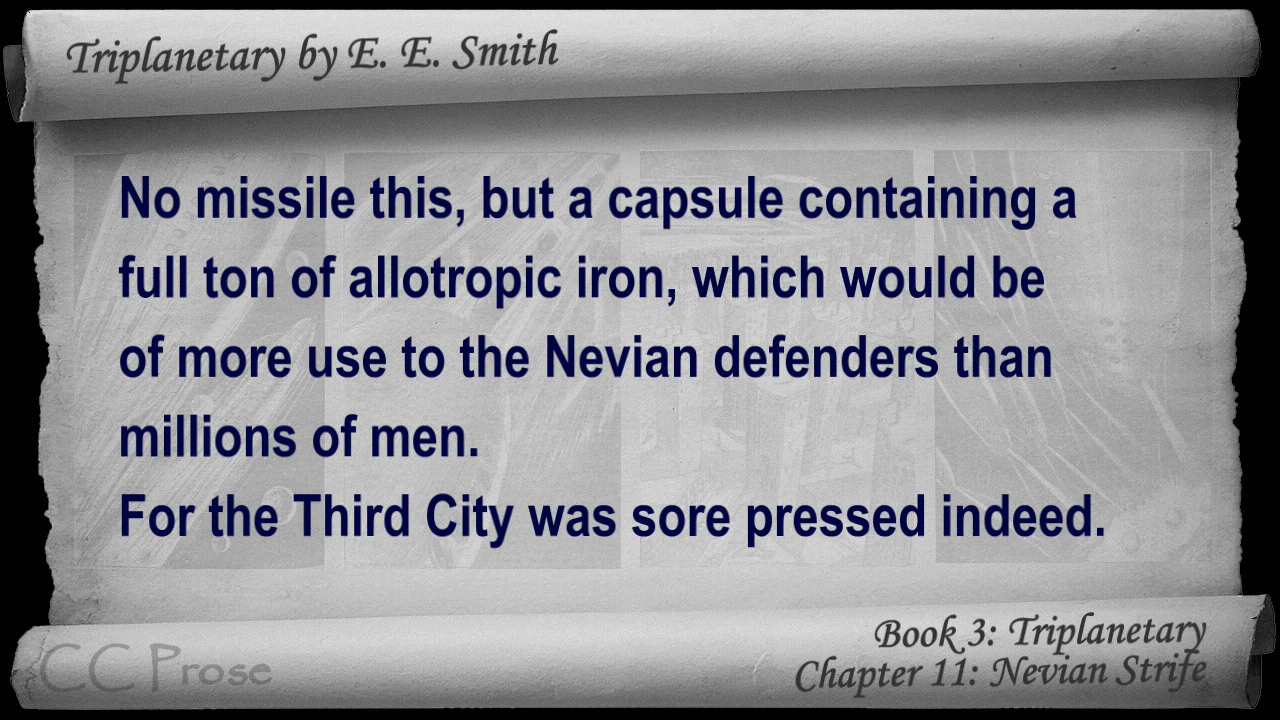 Triplanetary by E. E. Smith
No missile this, but a capsule containing a
full ton of allotropic iron, which would be
of more use to the Nevian defenders than
millions of men.
For the Third City was sore pressed indeed.
Book 3: Triplanetary
Chapter 11: Nevian Strife
CC Prose